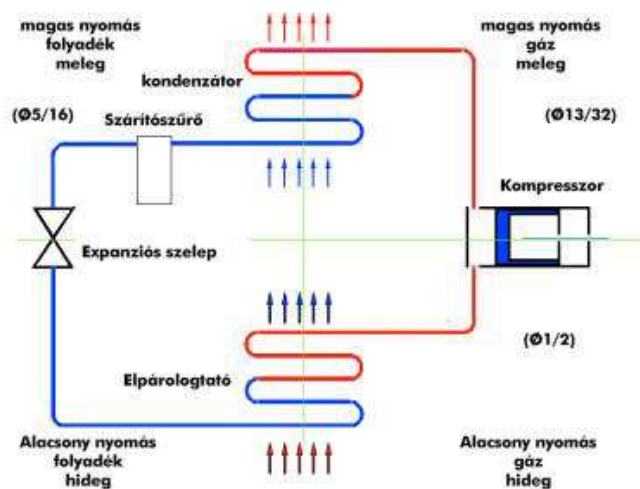 magas nyomás
folyadék
meleg
magas nyomás
gáz
meleg
kondenzátor
(Ø5/16)
Szárítószűrő
(Ø13/32)
Kompresszor
Expanziós szelep
(Ø1/2)
Elpárologtató
Alacsony nyomás
folyadék
hideg
Alacsony nyomás
gáz
hideg